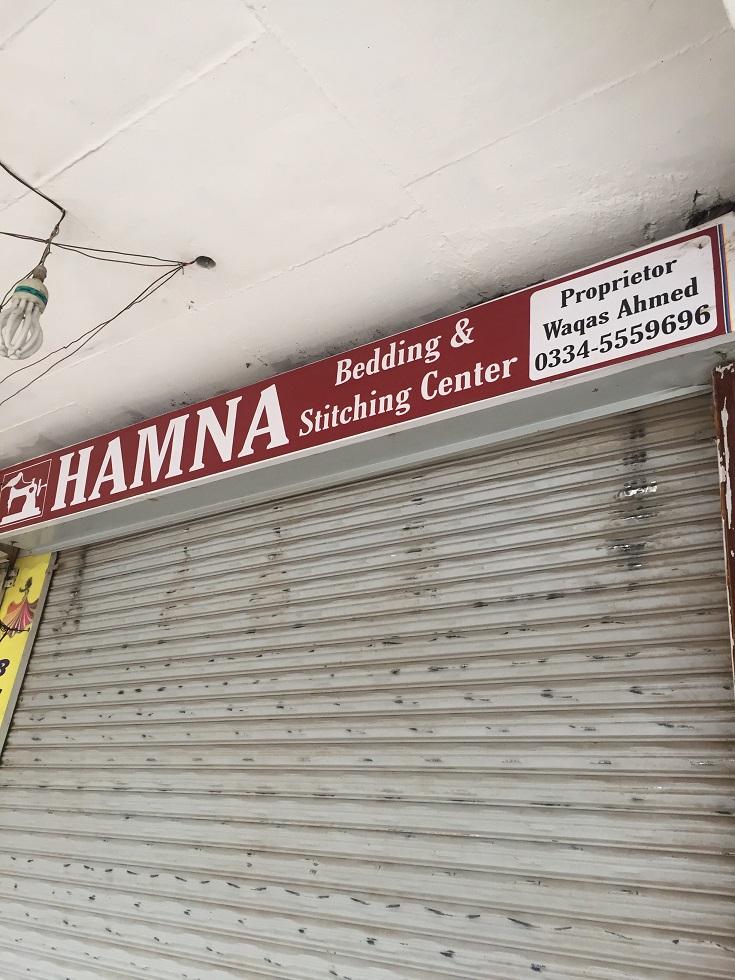 HAMNA
Bedding &
Stitching Center
Proprietor
Waqas Ahmed
0334-5559696